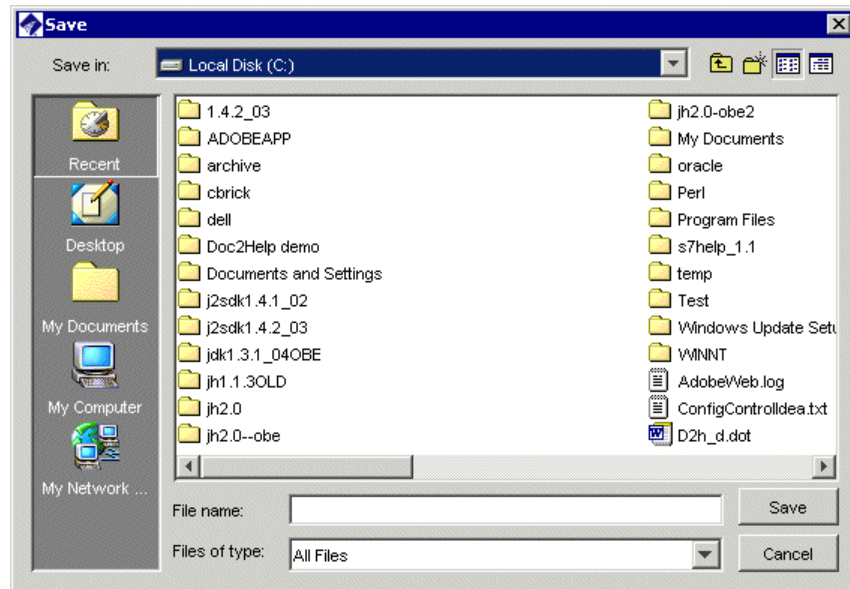 Save
Save in:
Local Disk (C:)
Recent
Desktop
My Documents
My Computer
My Network ...
1.4.2_03
ADOBEAPP
archive
cbrick
dell
Doc2Help demo
Documents and Settings
j2sdk1.4.1_02
j2sdk1.4.2_03
jdk1.3.1_04OBE
jh1.1.3OLD
jh2.0
jh2.0--obe
jh2.0-obe2
My Documents
oracle
Perl
Program Files
s7help_1.1
temp
Test
Windows Update Setu
WINNT
AdobeWeb.log
ConfigControlIdea.txt
D2h_d.dot
File name:
Save
Files of type:
All Files
Cancel